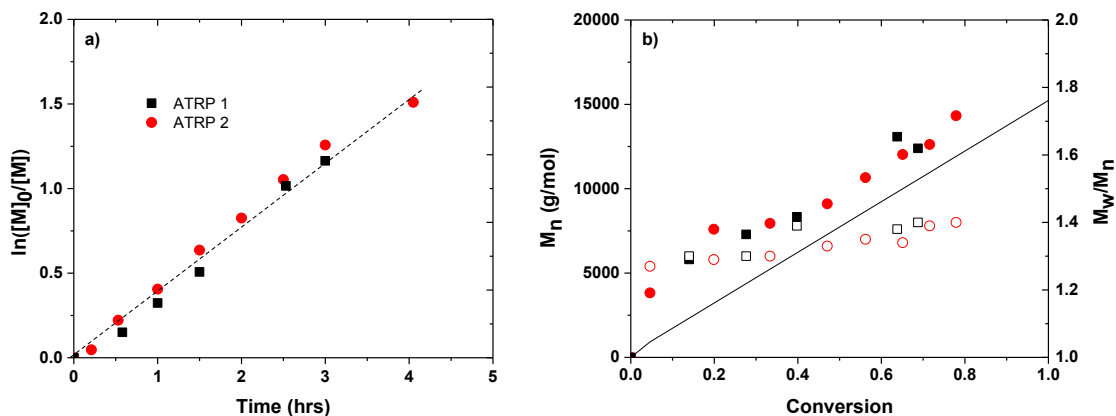 a)
ln([M]0/[M])
2.0
1.5
1.0
0.5
0.0
ATRP 1
ATRP 2
0 1 2 3 4 5
Time (hrs)
b)
Mn (g/mol)
20000
15000
10000
5000
0
0.0 0.2 0.4 0.6 0.8 1.0
Conversion
2.0
1.8
1.6
1.4
1.2
1.0
Mw/Mn